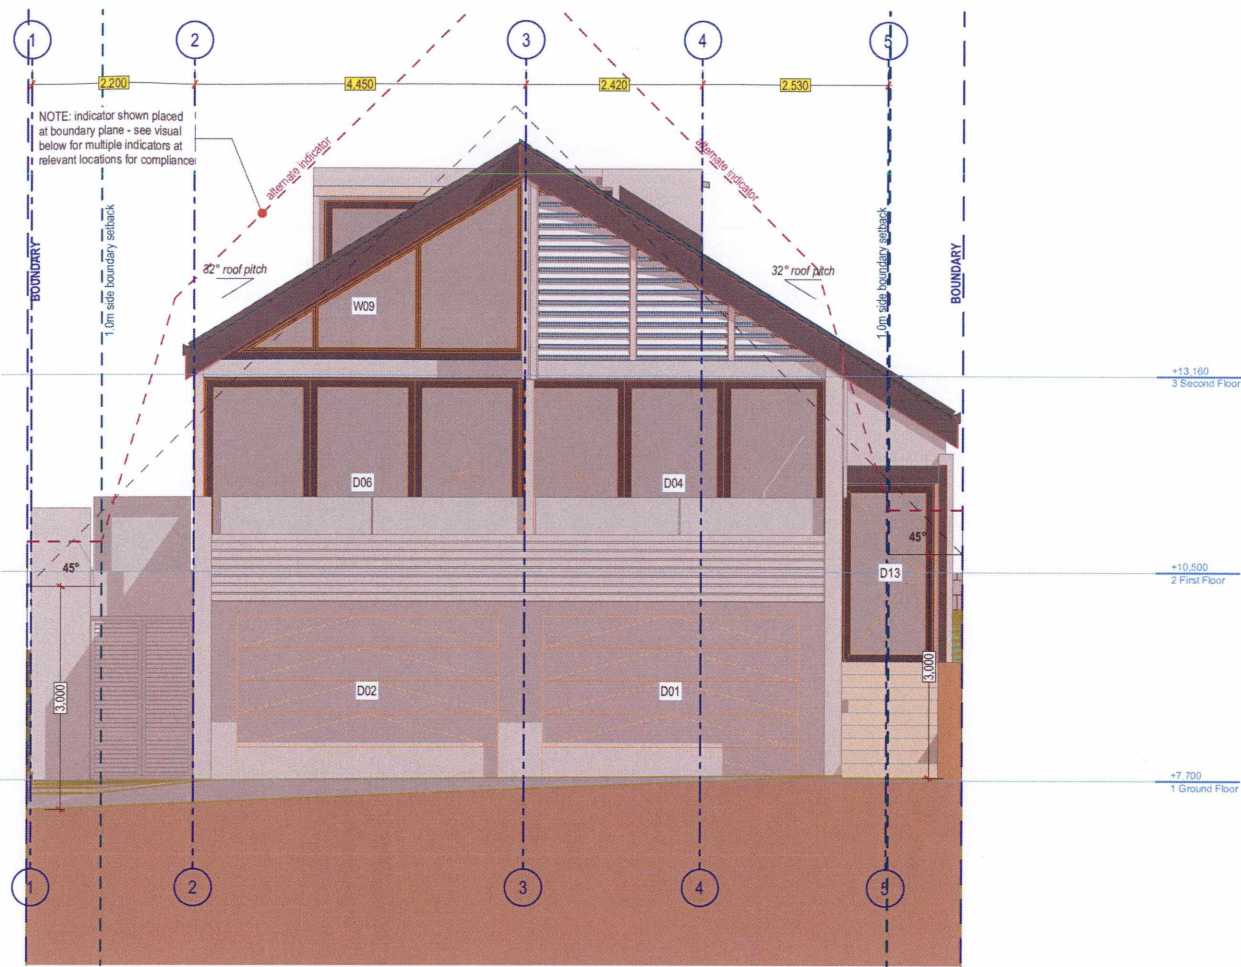 1
2
3
4
5
2,200
4.450
2.420
2.530
NOTE: indicator shown placed
at boundary plane - see visual
below for multiple indicators at
relevant locations for compliance
alternate indicator
alternate indicator
BOUNDARY
1.0m side boundary setback
1.0m side boundary setback
BOUNDARY
32° roof pitch
32° roof pitch
W09
+13,160
3 Second Floor
D06
D04
45°
45°
D13
+10,500
2 First Floor
3,000
3,000
D02
D01
+7,700
1 Ground Floor
1
2
3
4
5